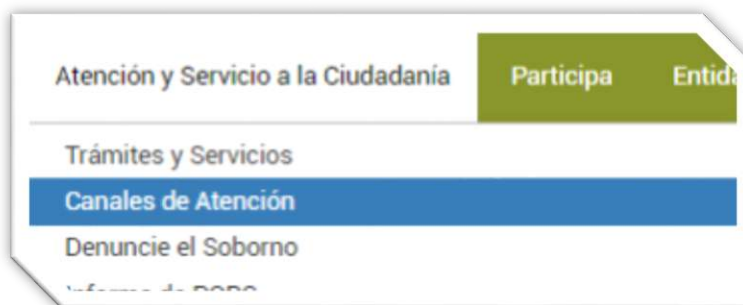 Atención y Servicio a la Ciudadanía Participa
Trámites y Servicios
Canales de Atención
Denuncie el Soborno